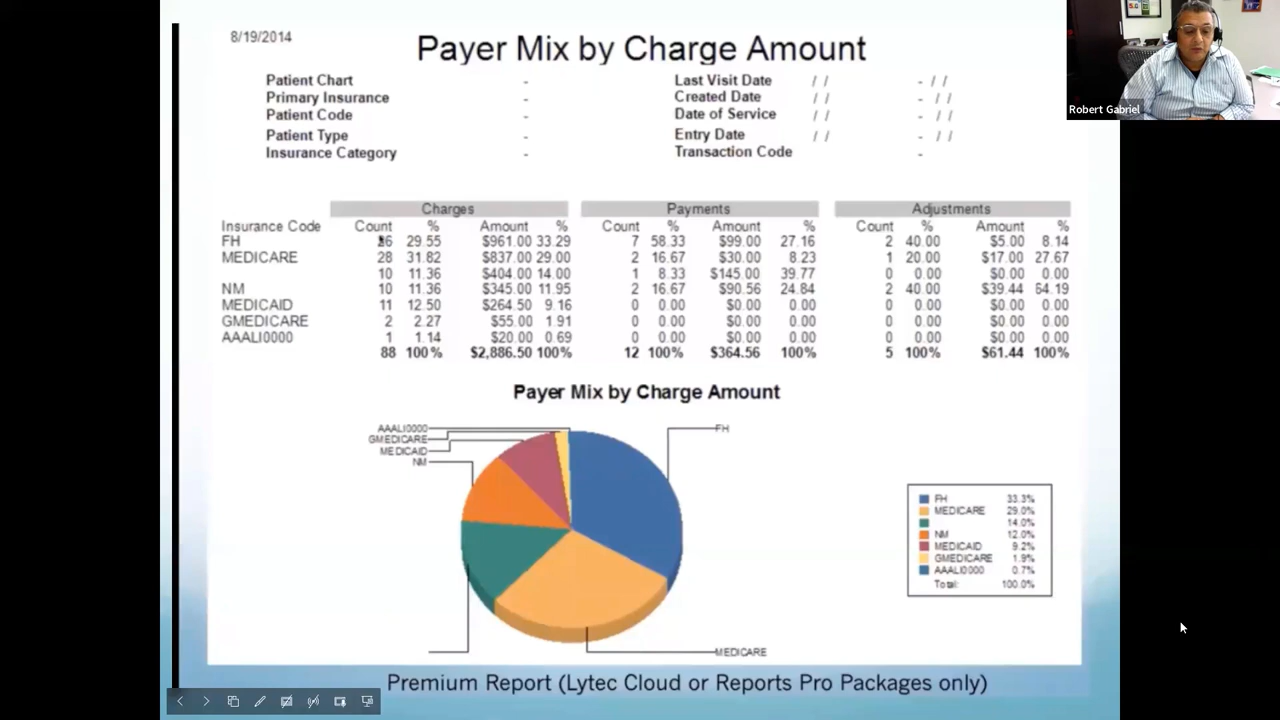 8/19/2014
Payer Mix by Charge Amount
Patient Chart - Last Visit Date / / - / /
Primary Insurance - Created Date / / - / /
Patient Code - Date of Service / / - / /
Patient Type - Entry Date / / - / /
Insurance Category - Transaction Code -
Charges Payments Adjustments
Insurance Code Count % Amount % Count % Amount % Count % Amount %
FH 26 29.55 $961.00 33.29 7 58.33 $99.00 27.16 2 40.00 $5.00 8.14
MEDICARE 28 31.82 $837.00 29.00 2 16.67 $30.00 8.23 1 20.00 $17.00 27.67
10 11.36 $404.00 14.00 1 8.33 $145.00 39.77 0 0.00 $0.00 0.00
NM 10 11.36 $345.00 11.95 2 16.67 $90.56 24.84 2 40.00 $39.44 64.19
MEDICAID 11 12.50 $264.50 9.16 0 0.00 $0.00 0.00 0 0.00 $0.00 0.00
GMEDICARE 2 2.27 $55.00 1.91 0 0.00 $0.00 0.00 0 0.00 $0.00 0.00
AAALI0000 1 1.14 $20.00 0.69 0 0.00 $0.00 0.00 0 0.00 $0.00 0.00
88 100% $2,886.50 100% 12 100% $364.56 100% 5 100% $61.44 100%
Payer Mix by Charge Amount
AAALI0000
GMEDICARE
MEDICAID
NM
FH
MEDICARE
FH 33.3%
MEDICARE 29.0%
14.0%
NM 12.0%
MEDICAID 9.2%
GMEDICARE 1.9%
AAALI0000 0.7%
Total: 100.0%
Premium Report (Lytec Cloud or Reports Pro Packages only)
Robert Gabriel